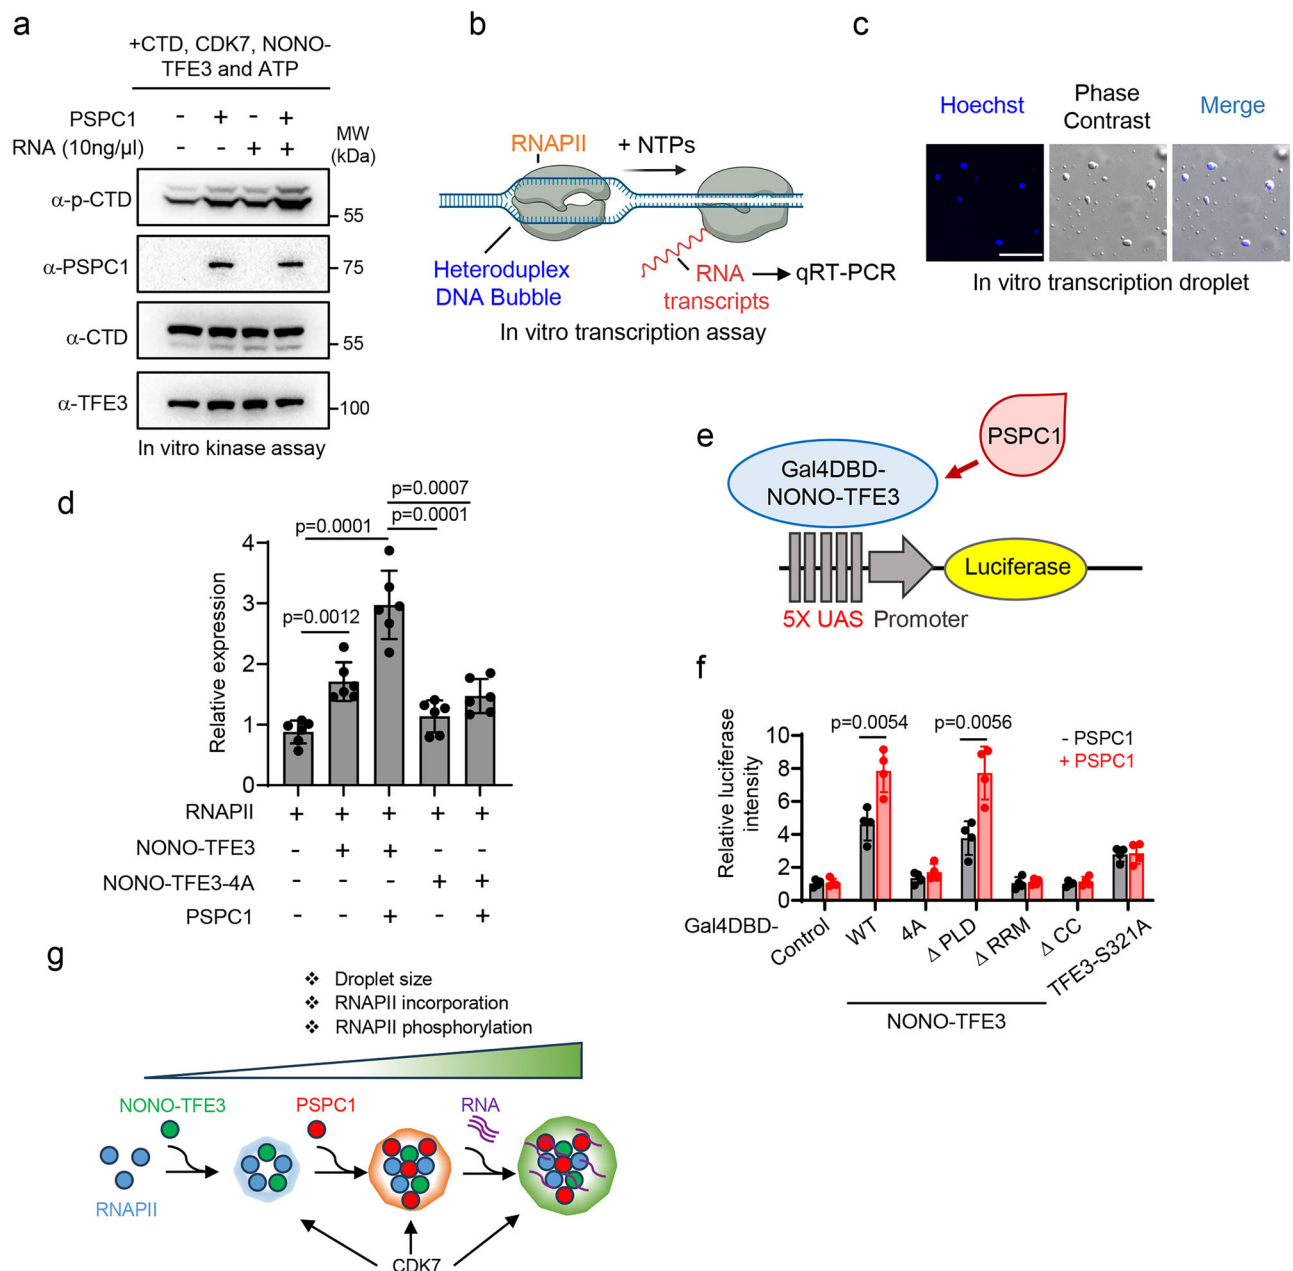 a
+CTD, CDK7, NONO-
TFE3 and ATP
PSPC1 - + - +
RNA (10ng/µl) - - + +
MW
(kDa)
α-p-CTD
55
α-PSPC1
75
α-CTD
55
α-TFE3
100
In vitro kinase assay
b
RNAPII
+ NTPs
Heteroduplex
DNA Bubble
RNA
transcripts
qRT-PCR
In vitro transcription assay
c
Hoechst
Phase
Contrast
Merge
In vitro transcription droplet
d
p=0.0007
p=0.0001
p=0.0001
p=0.0012
Relative expression
4
3
2
1
0
RNAPII + + + + +
NONO-TFE3 - + + - -
NONO-TFE3-4A - - - + +
PSPC1 - - + - +
e
PSPC1
Gal4DBD-
NONO-TFE3
Luciferase
5X UAS
Promoter
f
p=0.0054
p=0.0056
- PSPC1
+ PSPC1
Relative luciferase
intensity
10
8
6
4
2
0
Gal4DBD-
Control
WT
4A
Δ PLD
Δ RRM
Δ CC
TFE3-S321A
NONO-TFE3
g
❖ Droplet size
❖ RNAPII incorporation
❖ RNAPII phosphorylation
NONO-TFE3
PSPC1
RNA
RNAPII
CDK7